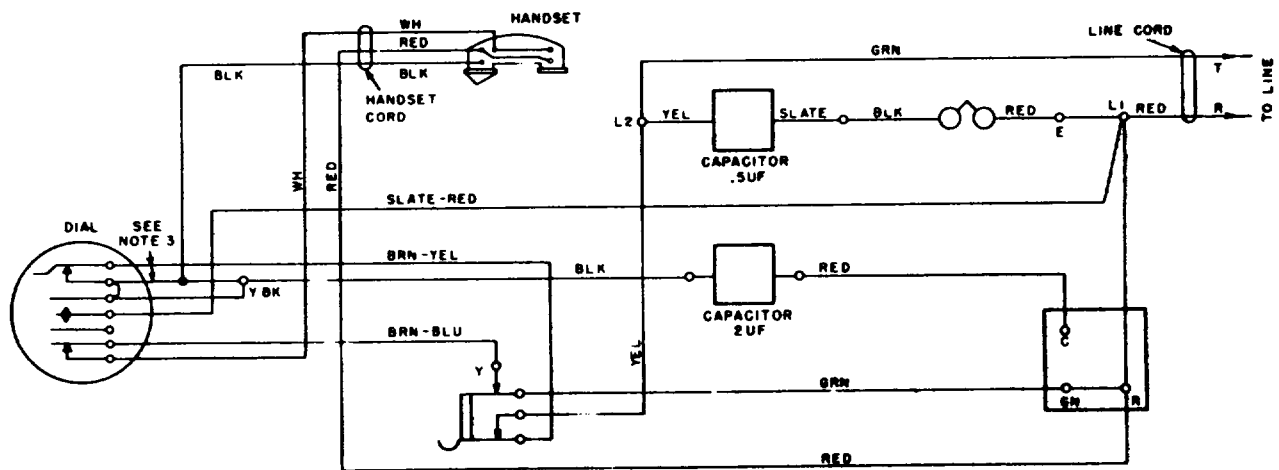 WH
HANDSET
RED
BLK
BLK
HANDSET
CORD
GRN
LINE CORD
T
TO LINE
L2
YEL
SLATE
BLK
RED
E
L1
RED
R
CAPACITOR
.5UF
WH
RED
SLATE-RED
DIAL
SEE
NOTE 3
BRN-YEL
Y BK
BLK
RED
CAPACITOR
2UF
BRN-BLU
YEL
C
Y
GRN
GN
R
RED